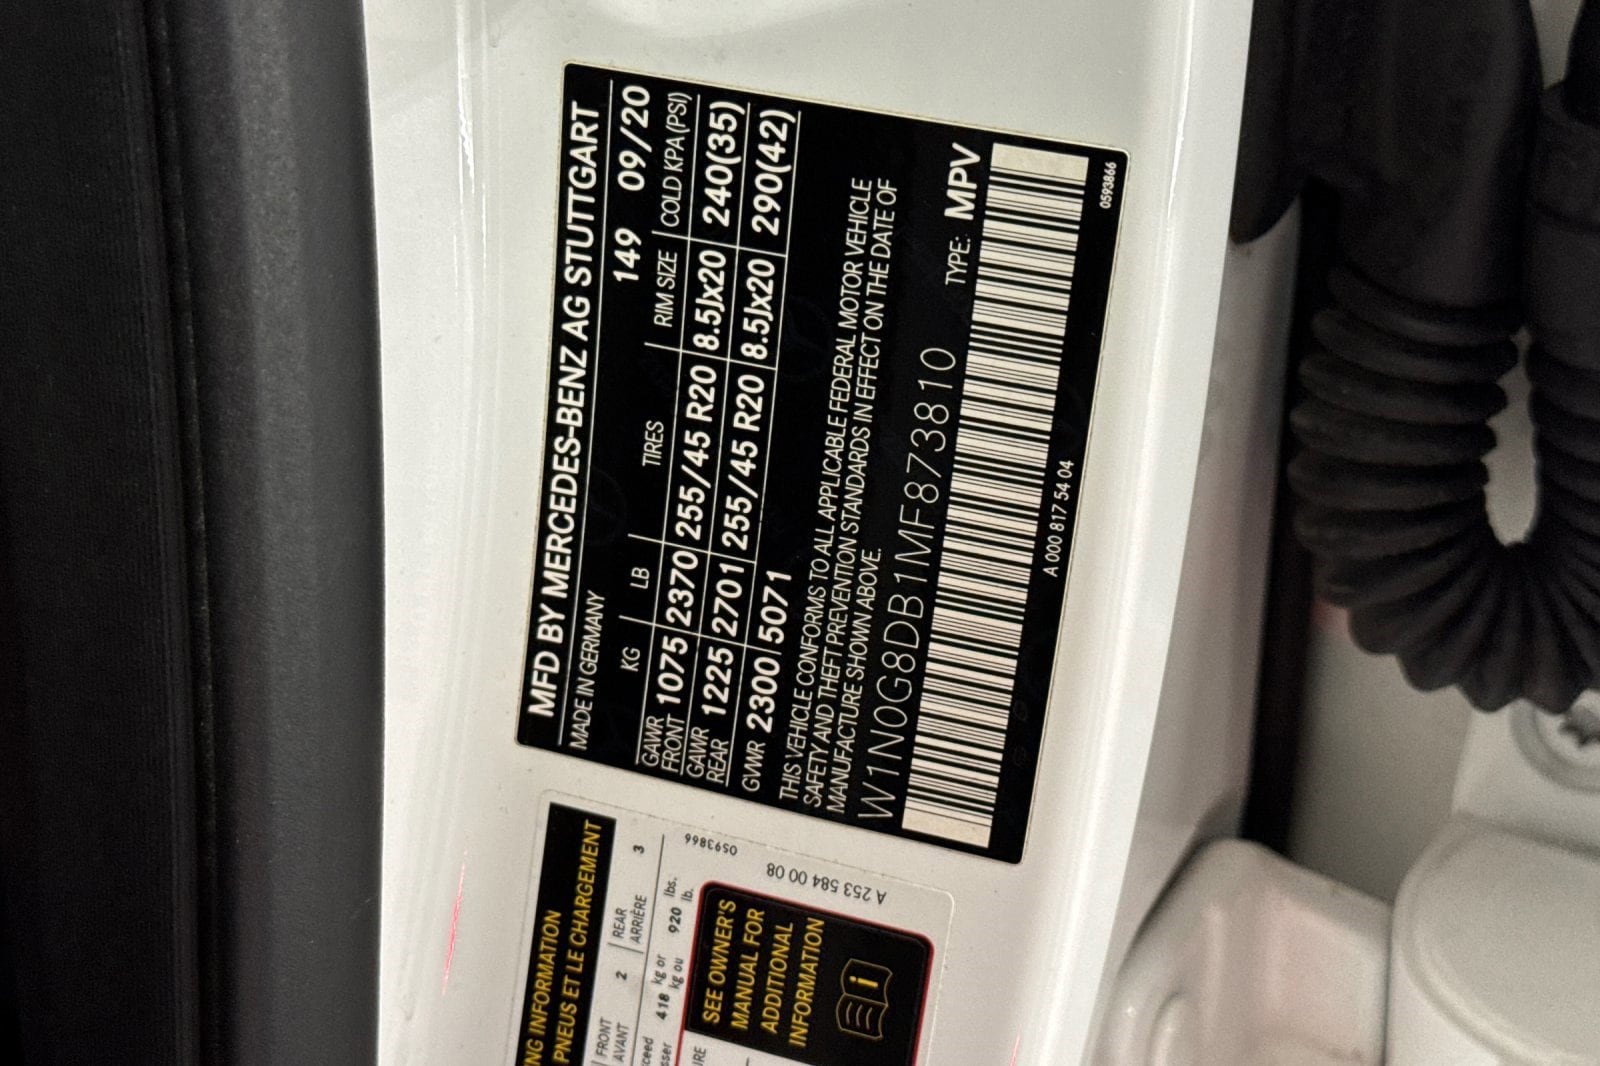 MFD BY MERCEDES-BENZ AG STUTTGART
MADE IN GERMANY 149 09/20
KG LB TIRES RIM SIZE COLD KPA (PSI)
GAWR FRONT 1075 2370 255/45 R20 8.5Jx20 240(35)
GAWR REAR 1225 2701 255/45 R20 8.5Jx20 290(42)
GVWR 2300 5071
THIS VEHICLE CONFORMS TO ALL APPLICABLE FEDERAL MOTOR VEHICLE
SAFETY AND THEFT PREVENTION STANDARDS IN EFFECT ON THE DATE OF
MANUFACTURE SHOWN ABOVE.
W1N0G8DB1MF873810 TYPE: MPV
A 000 817 54 04
0593866
NG INFORMATION
PNEUS ET LE CHARGEMENT
FRONT 2 REAR 3
AVANT ARRIÈRE
418 kg or 920 lbs.
kg ou lb.
0593866
A 253 584 00 08
SEE OWNER'S
MANUAL FOR
ADDITIONAL
INFORMATION